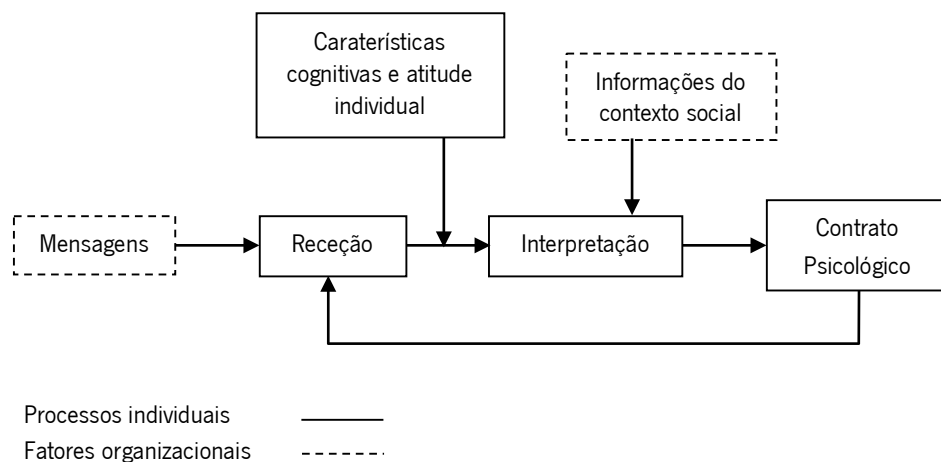 Caraterísticas
cognitivas e atitude
individual
Informações do
contexto social
Mensagens
Receção
Interpretação
Contrato
Psicológico
Processos individuais
Fatores organizacionais